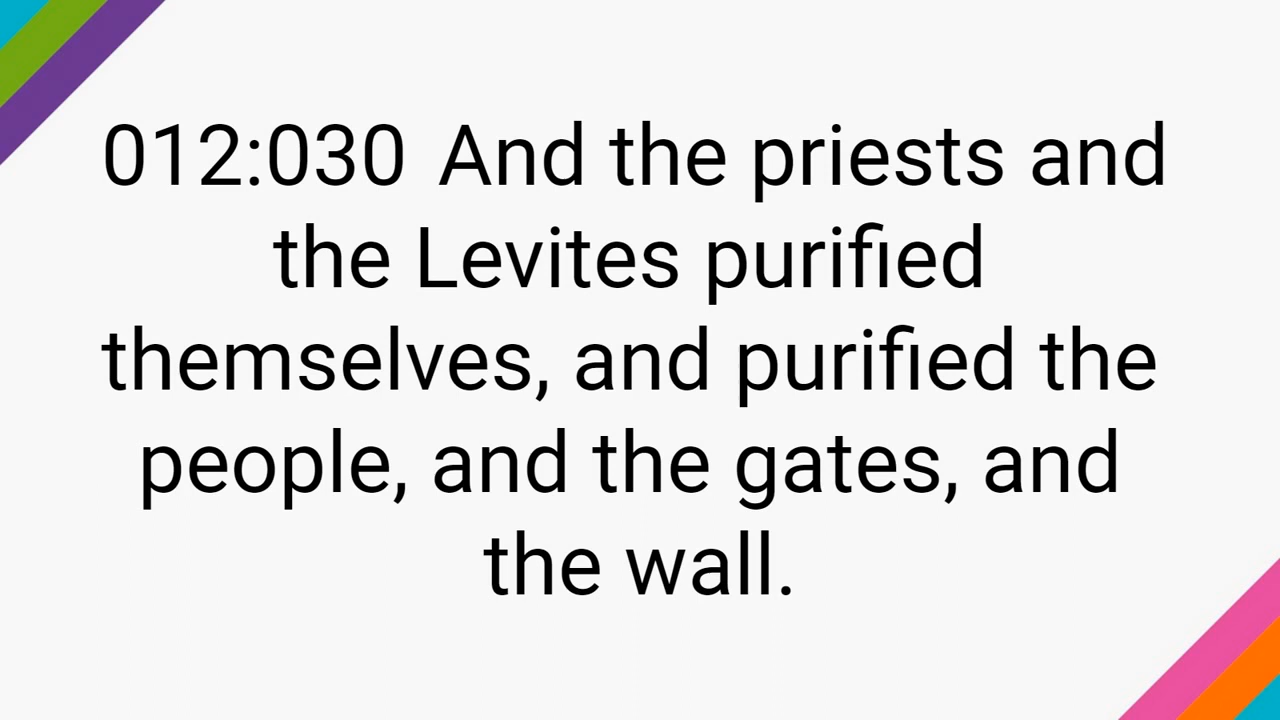 012:030 And the priests and
the Levites purified
themselves, and purified the
people, and the gates, and
the wall.